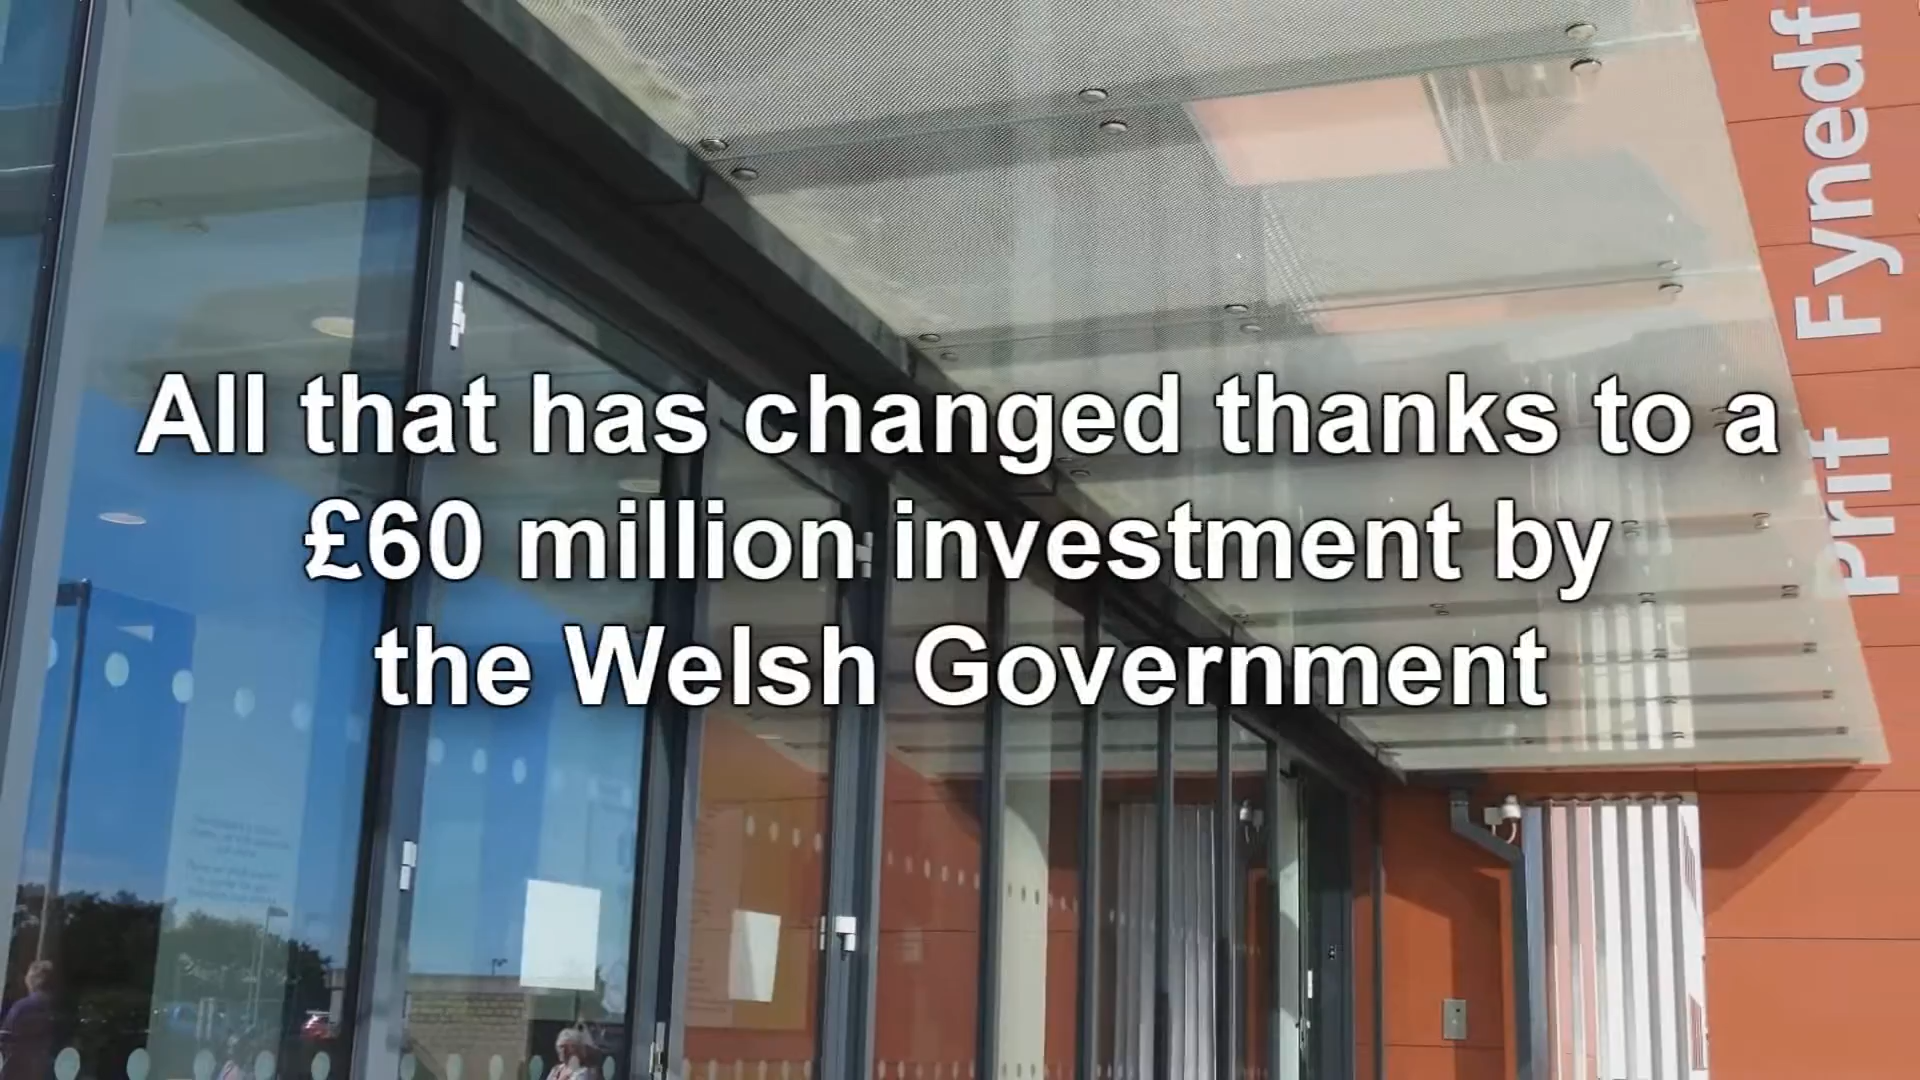 All that has changed thanks to a
£60 million investment by
the Welsh Government
Prif Fynedf